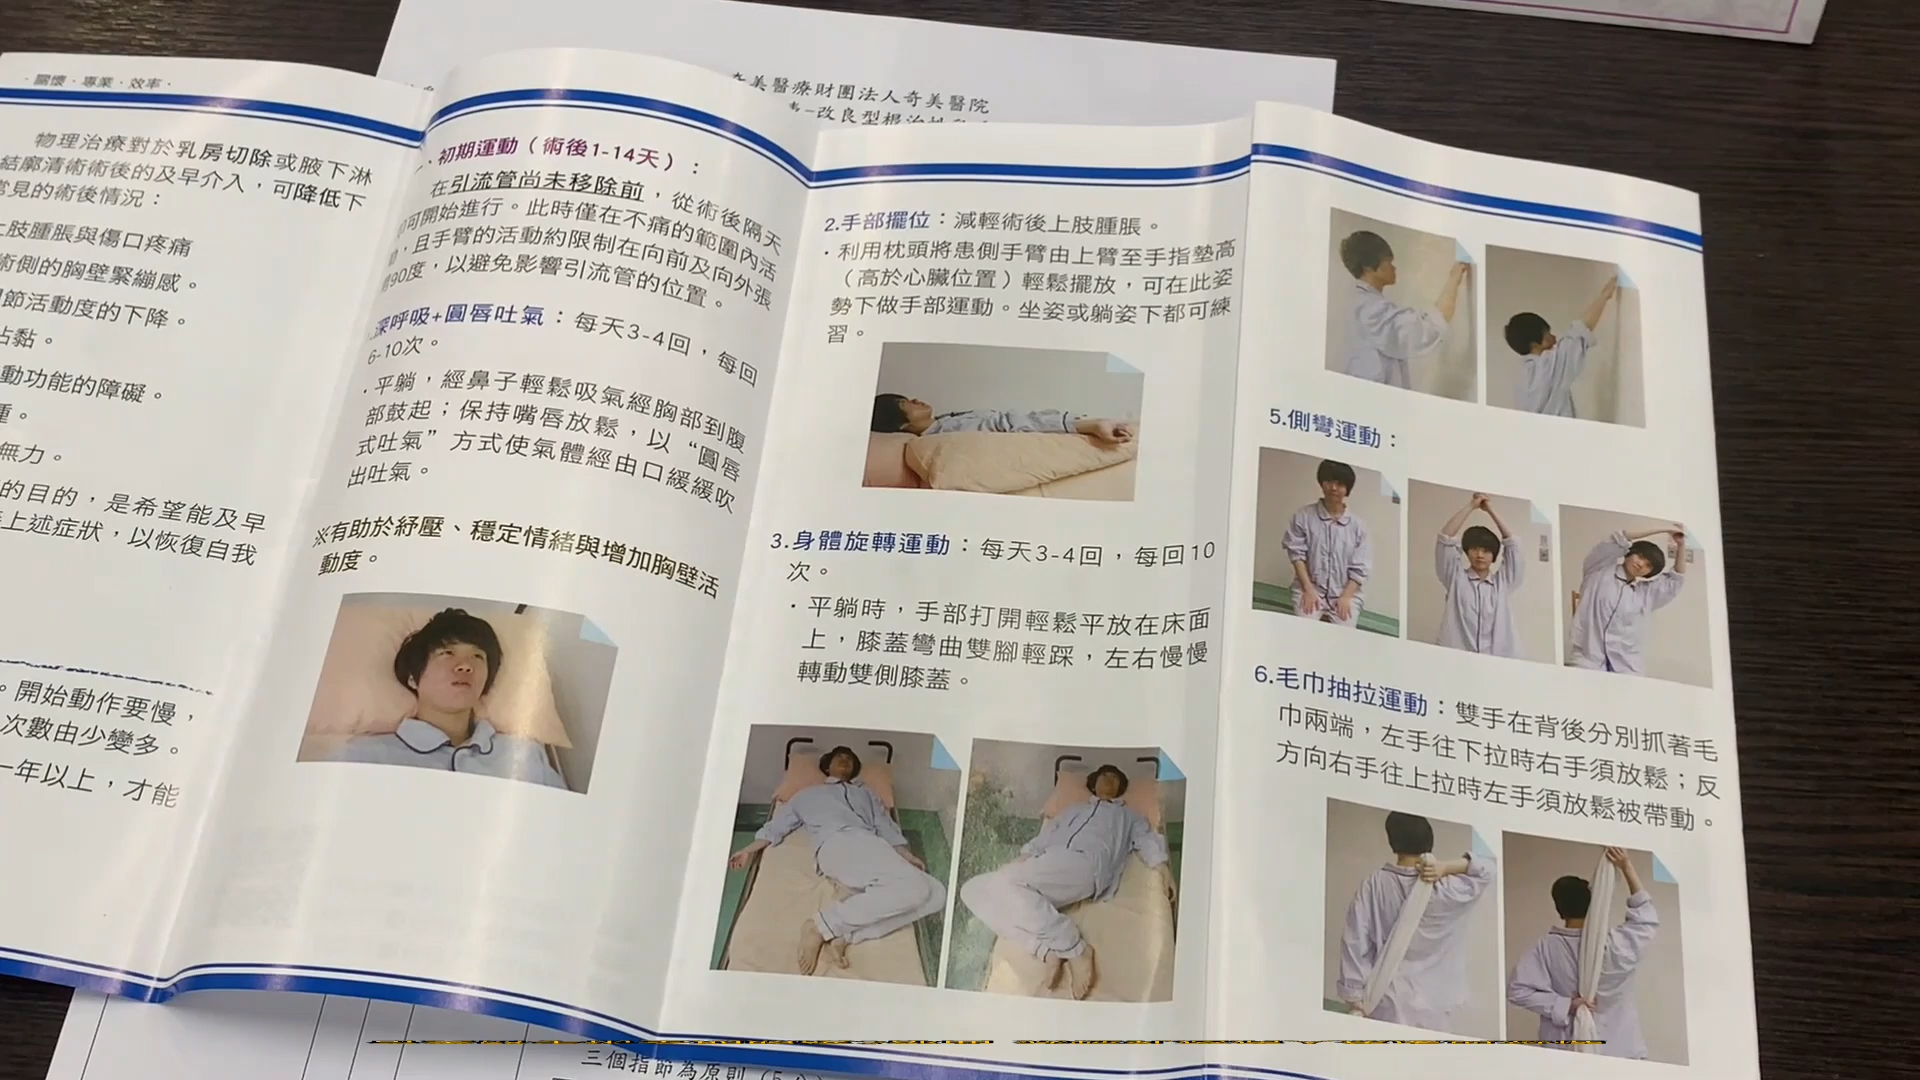 奇美醫療財團法人奇美醫院
-改良型根治性
·關懷·專業·效率·
物理治療對於乳房切除或腋下淋
結廓清術術後的及早介入，可降低下
常見的術後情況：
上肢腫脹與傷口疼痛
術側的胸壁緊繃感。
節活動度的下降。
沾黏。
動功能的障礙。
腫。
無力。
的目的，是希望能及早
上述症狀，以恢復自我
。開始動作要慢，
次數由少變多。
一年以上，才能
、初期運動（術後1-14天）：
在引流管尚未移除前，從術後隔天
即可開始進行。此時僅在不痛的範圍內活
動，且手臂的活動約限制在向前及向外張
開90度，以避免影響引流管的位置。
深呼吸+圓唇吐氣：每天3-4回，每回
6-10次。
·平躺，經鼻子輕鬆吸氣經胸部到腹
部鼓起；保持嘴唇放鬆，以“圓唇
式吐氣”方式使氣體經由口緩緩吹
出吐氣。
※有助於紓壓、穩定情緒與增加胸壁活
動度。
2.手部擺位：減輕術後上肢腫脹。
·利用枕頭將患側手臂由上臂至手指墊高
（高於心臟位置）輕鬆擺放，可在此姿
勢下做手部運動。坐姿或躺姿下都可練
習。
3.身體旋轉運動：每天3-4回，每回10
次。
·平躺時，手部打開輕鬆平放在床面
上，膝蓋彎曲雙腳輕踩，左右慢慢
轉動雙側膝蓋。
5.側彎運動：
6.毛巾抽拉運動：雙手在背後分別抓著毛
巾兩端，左手往下拉時右手須放鬆；反
方向右手往上拉時左手須放鬆被帶動。
三個指節為原則（5公